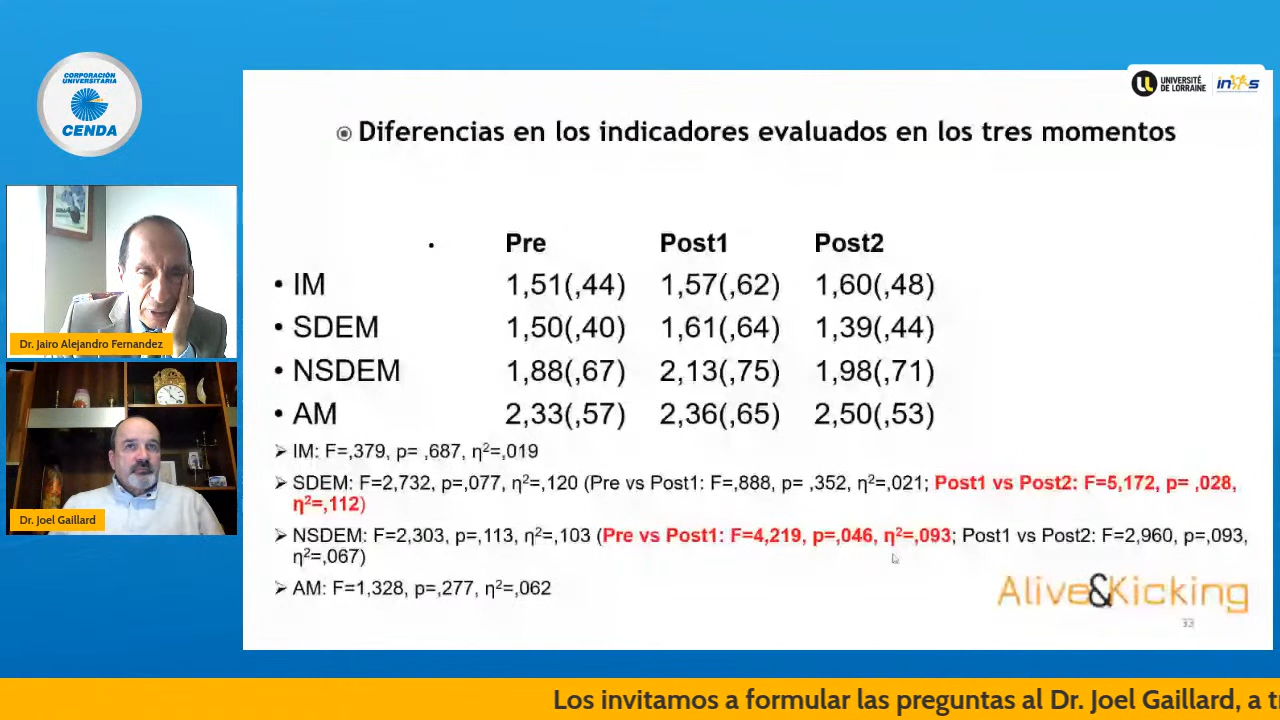 CORPORACIÓN
UNIVERSITARIA
CENDA
UNIVERSITÉ
DE LORRAINE
Diferencias en los indicadores evaluados en los tres momentos
Pre Post1 Post2
• IM 1,51(,44) 1,57(,62) 1,60(,48)
• SDEM 1,50(,40) 1,61(,64) 1,39(,44)
• NSDEM 1,88(,67) 2,13(,75) 1,98(,71)
• AM 2,33(,57) 2,36(,65) 2,50(,53)
➢ IM: F=,379, p= ,687, η²=,019
➢ SDEM: F=2,732, p=,077, η²=,120 (Pre vs Post1: F=,888, p= ,352, η²=,021; Post1 vs Post2: F=5,172, p= ,028,
η²=,112)
➢ NSDEM: F=2,303, p=,113, η²=,103 (Pre vs Post1: F=4,219, p=,046, η²=,093; Post1 vs Post2: F=2,960, p=,093,
η²=,067)
➢ AM: F=1,328, p=,277, η²=,062
Alive&Kicking
Dr. Jairo Alejandro Fernandez
Dr. Joel Gaillard
Los invitamos a formular las preguntas al Dr. Joel Gaillard, a